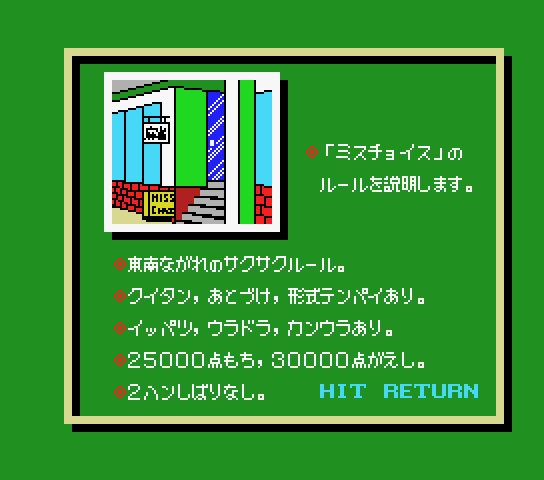 麻雀
MISS
CHOI
「ミスチョイス」の
ルールを説明します。
東南ながれのサクサクルール。
クイタン，あとづけ，形式テンパイあり。
イッパツ，ウラドラ，カンウラあり。
25000点もち，30000点がえし。
2ハンしばりなし。
HIT RETURN